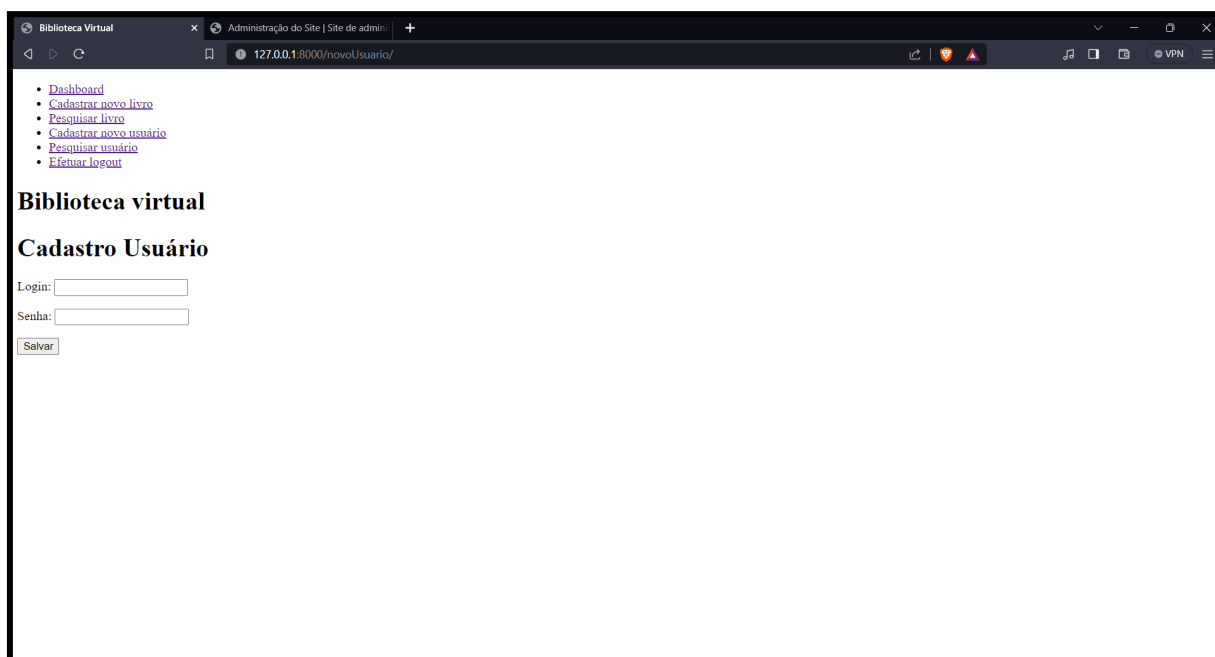 Biblioteca Virtual
Administração do Site | Site de admini
127.0.0.1:8000/novoUsuario/
VPN
Dashboard
Cadastrar novo livro
Pesquisar livro
Cadastrar novo usuário
Pesquisar usuário
Efetuar logout
Biblioteca virtual
Cadastro Usuário
Login:
Senha:
Salvar